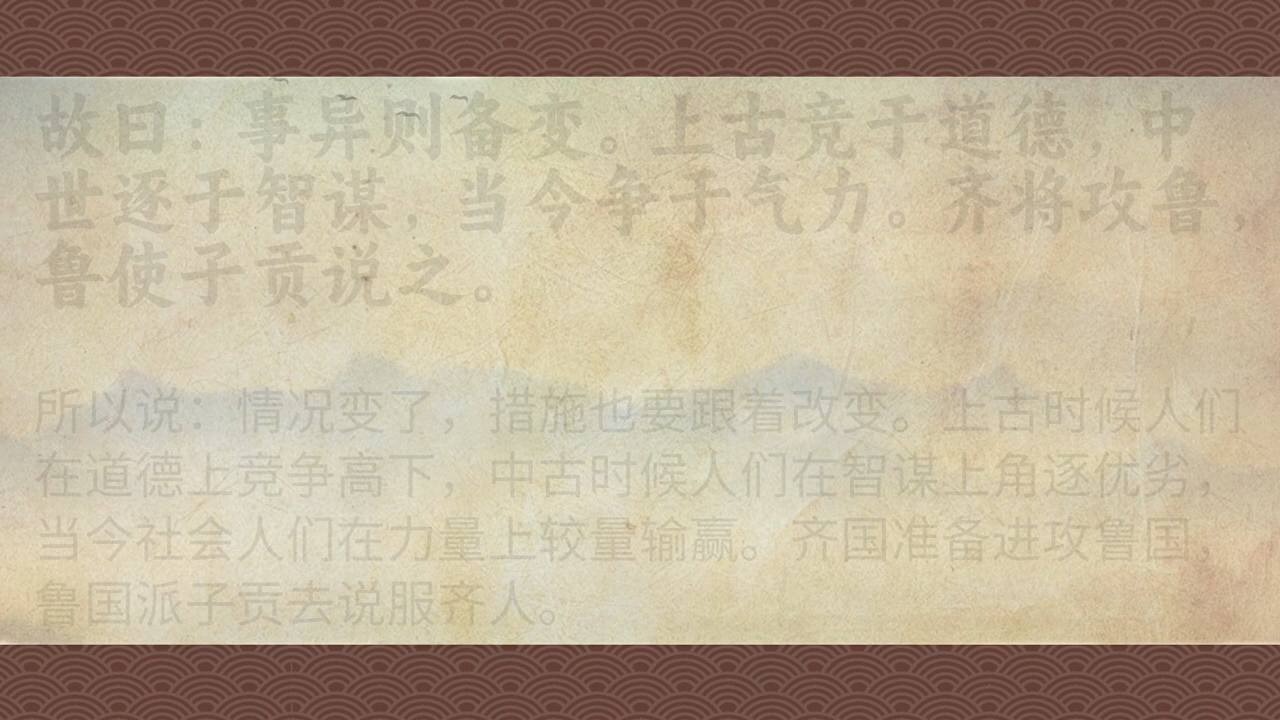 故曰：事异则备变。上古竞于道德，中
世逐于智谋，当今争于气力。齐将攻鲁，
鲁使子贡说之。
所以说：情况变了，措施也要跟着改变。上古时候人们
在道德上竞争高下，中古时候人们在智谋上角逐优劣，
当今社会人们在力量上较量输赢。齐国准备进攻鲁国，
鲁国派子贡去说服齐人。